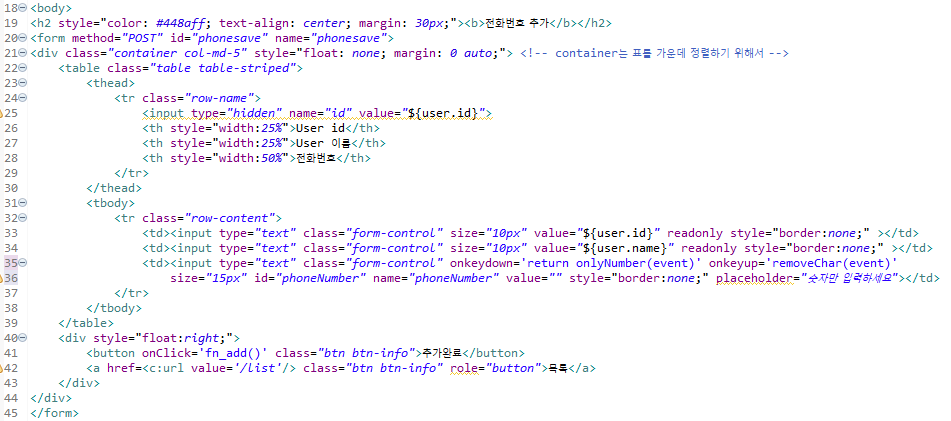 18 <body>
19 <h2 style="color: #448aff; text-align: center; margin: 30px;"><b>전화번호 추가</b></h2>
20 <form method="POST" id="phonesave" name="phonesave">
21 <div class="container col-md-5" style="float: none; margin: 0 auto;"> <!-- container는 표를 가운데 정렬하기 위해서 -->
22 <table class="table table-striped">
23 <thead>
24 <tr class="row-name">
25 <input type="hidden" name="id" value="${user.id}">
26 <th style="width:25%">User id</th>
27 <th style="width:25%">User 이름</th>
28 <th style="width:50%">전화번호</th>
29 </tr>
30 </thead>
31 <tbody>
32 <tr class="row-content">
33 <td><input type="text" class="form-control" size="10px" value="${user.id}" readonly style="border:none;" ></td>
34 <td><input type="text" class="form-control" size="10px" value="${user.name}" readonly style="border:none;" ></td>
35 <td><input type="text" class="form-control" onkeydown='return onlyNumber(event)' onkeyup='removeChar(event)'
36 size="15px" id="phoneNumber" name="phoneNumber" value="" style="border:none;" placeholder="숫자만 입력하세요"></td>
37 </tr>
38 </tbody>
39 </table>
40 <div style="float:right;">
41 <button onClick='fn_add()' class="btn btn-info">추가완료</button>
42 <a href=<c:url value='/list'/> class="btn btn-info" role="button">목록</a>
43 </div>
44 </div>
45 </form>